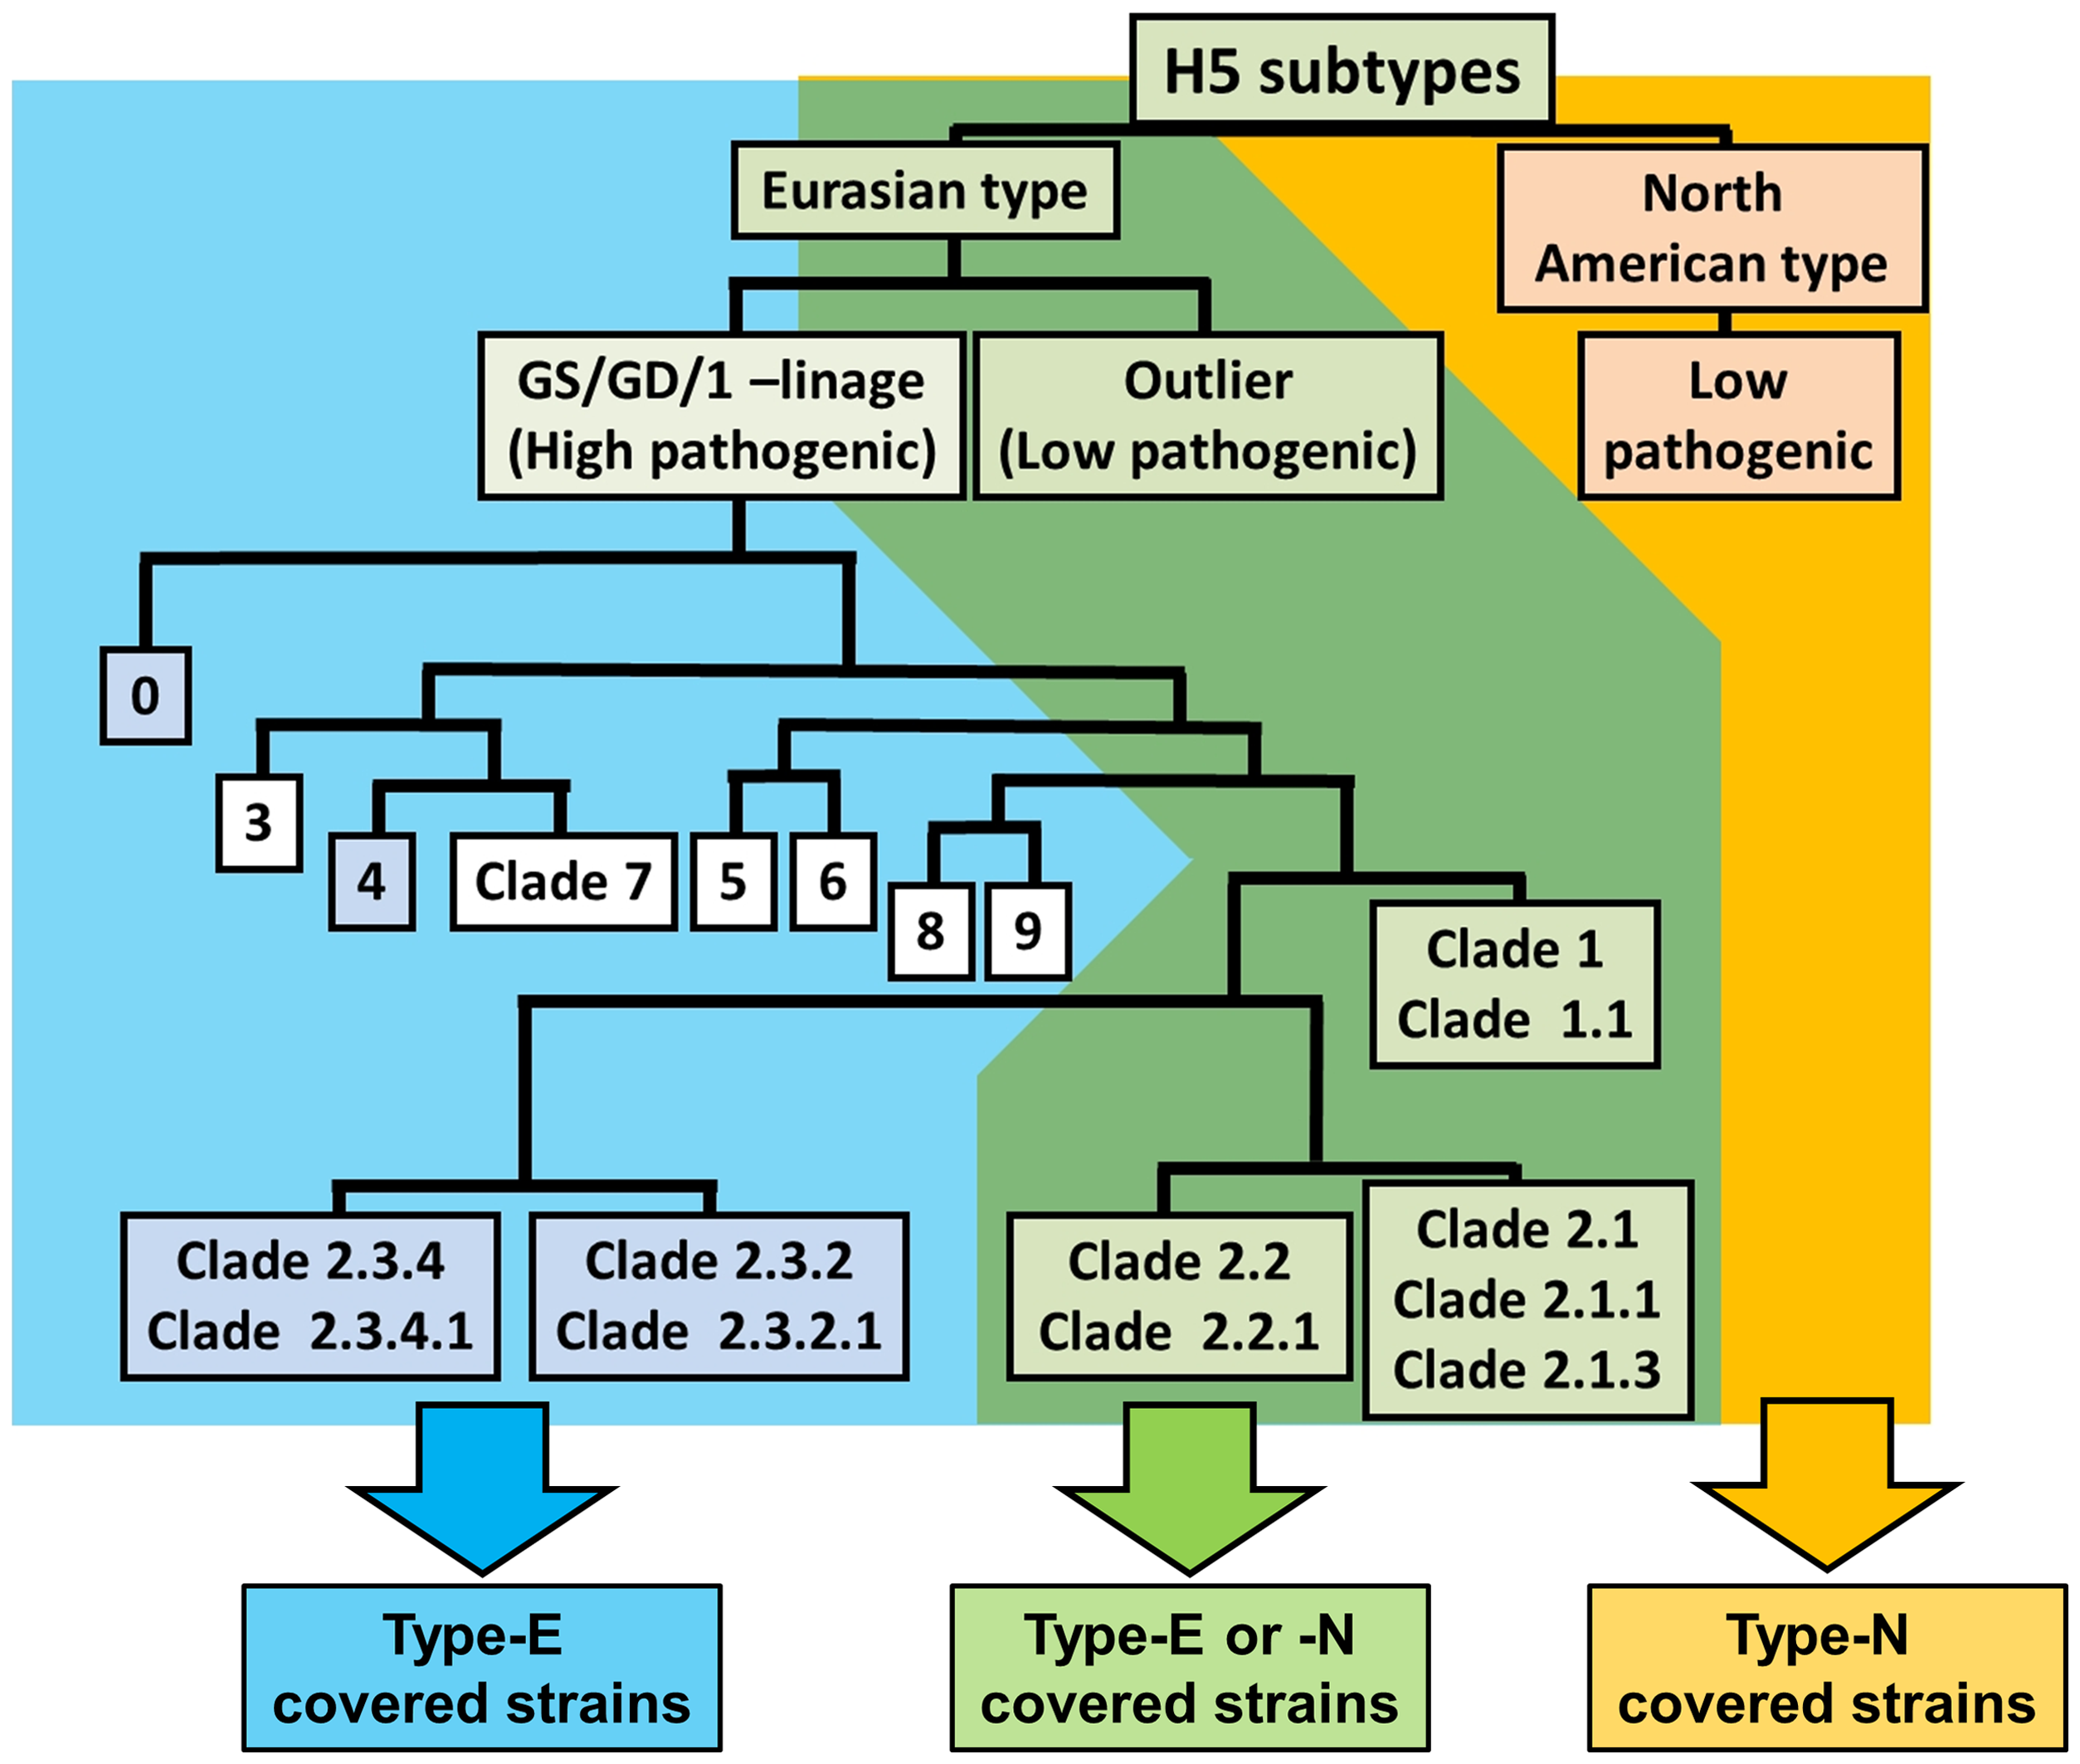 H5 subtypes
Eurasian type
North
American type
GS/GD/1 –linage
(High pathogenic)
Outlier
(Low pathogenic)
Low
pathogenic
0
3
4
Clade 7
5
6
8
9
Clade 1
Clade 1.1
Clade 2.3.4
Clade 2.3.4.1
Clade 2.3.2
Clade 2.3.2.1
Clade 2.2
Clade 2.2.1
Clade 2.1
Clade 2.1.1
Clade 2.1.3
Type-E
covered strains
Type-E or -N
covered strains
Type-N
covered strains